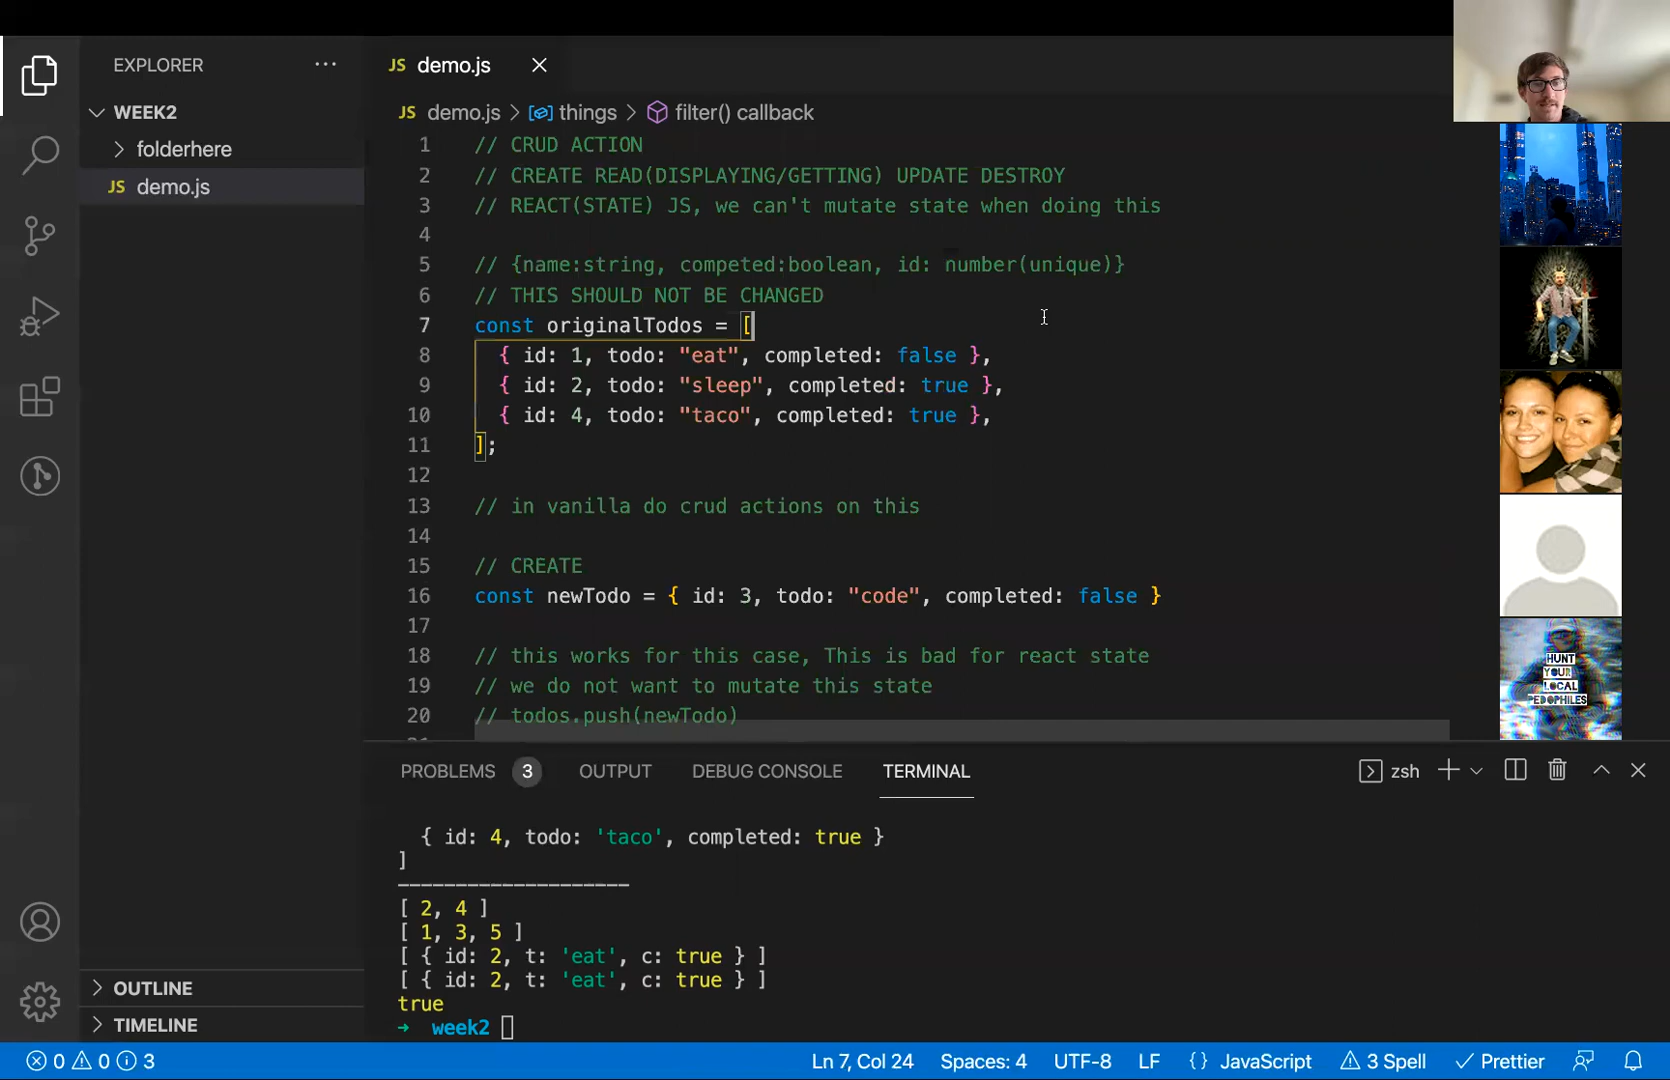 EXPLORER
···
JS demo.js
WEEK2
JS demo.js > things > filter() callback
folderhere
JS demo.js
1 // CRUD ACTION
2 // CREATE READ(DISPLAYING/GETTING) UPDATE DESTROY
3 // REACT(STATE) JS, we can't mutate state when doing this
4
5 // {name:string, competed:boolean, id: number(unique)}
6 // THIS SHOULD NOT BE CHANGED
7 const originalTodos = [
8 { id: 1, todo: "eat", completed: false },
9 { id: 2, todo: "sleep", completed: true },
10 { id: 4, todo: "taco", completed: true },
11 ];
12
13 // in vanilla do crud actions on this
14
15 // CREATE
16 const newTodo = { id: 3, todo: "code", completed: false }
17
18 // this works for this case, This is bad for react state
19 // we do not want to mutate this state
20 // todos.push(newTodo)
HUNT
YOUR
LOCAL
PEDOPHILES
PROBLEMS 3 OUTPUT DEBUG CONSOLE TERMINAL
zsh
{ id: 4, todo: 'taco', completed: true }
]
--------------------
[ 2, 4 ]
[ 1, 3, 5 ]
[ { id: 2, t: 'eat', c: true } ]
[ { id: 2, t: 'eat', c: true } ]
true
→ week2
OUTLINE
TIMELINE
0 0 3
Ln 7, Col 24 Spaces: 4 UTF-8 LF {} JavaScript 3 Spell Prettier